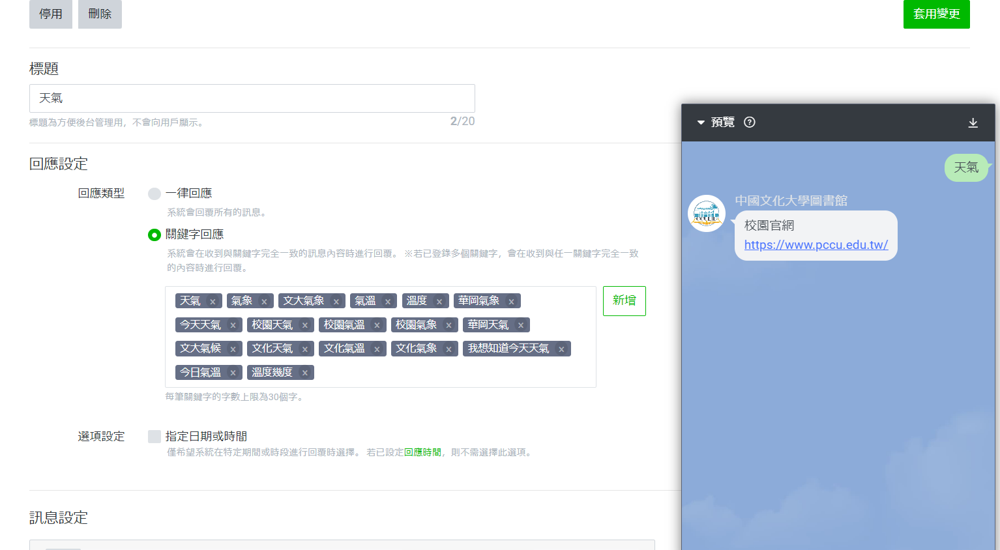 停用
刪除
套用變更
標題
天氣
標題為方便後台管理用，不會向用戶顯示。
2/20
回應設定
回應類型
一律回應
系統會回覆所有的訊息。
關鍵字回應
系統會在收到與關鍵字完全一致的訊息內容時進行回覆。 ※若已登錄多個關鍵字，會在收到與任一關鍵字完全一致
的內容時進行回覆。
天氣 × 氣象 × 文大氣象 × 氣溫 × 溫度 × 華岡氣象 ×
新增
今天天氣 × 校園天氣 × 校園氣溫 × 校園氣象 × 華岡天氣 ×
文大氣候 × 文化天氣 × 文化氣溫 × 文化氣象 × 我想知道今天天氣 ×
今日氣溫 × 溫度幾度 ×
每筆關鍵字的字數上限為30個字。
選項設定
指定日期或時間
僅希望系統在特定期間或時段進行回覆時選擇。 若已設定回應時間，則不需選擇此選項。
訊息設定
預覽 ?
天氣
中國文化大學圖書館
校園官網
https://www.pccu.edu.tw/